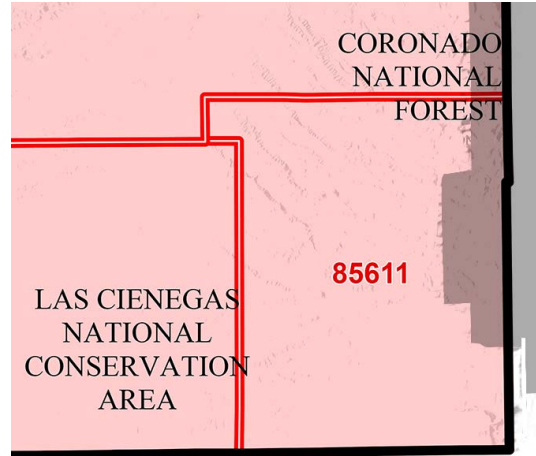 CORONADO
NATIONAL
FOREST
85611
LAS CIENEGAS
NATIONAL
CONSERVATION
AREA